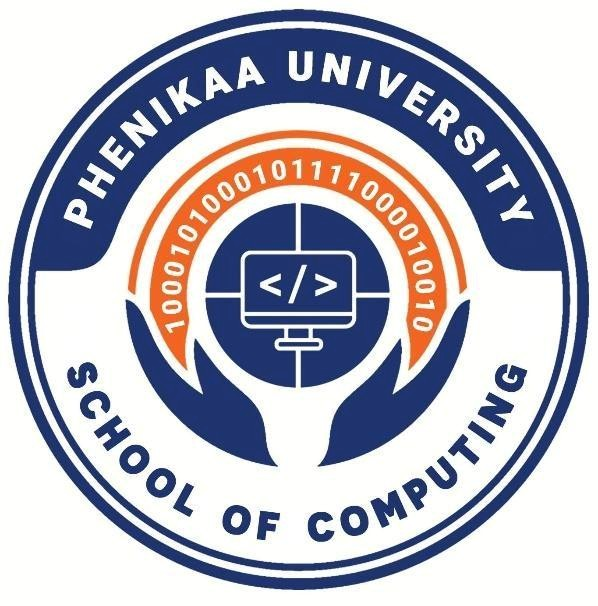 PHENIKAA UNIVERSITY
1000101000101111000010010
</>
SCHOOL OF COMPUTING